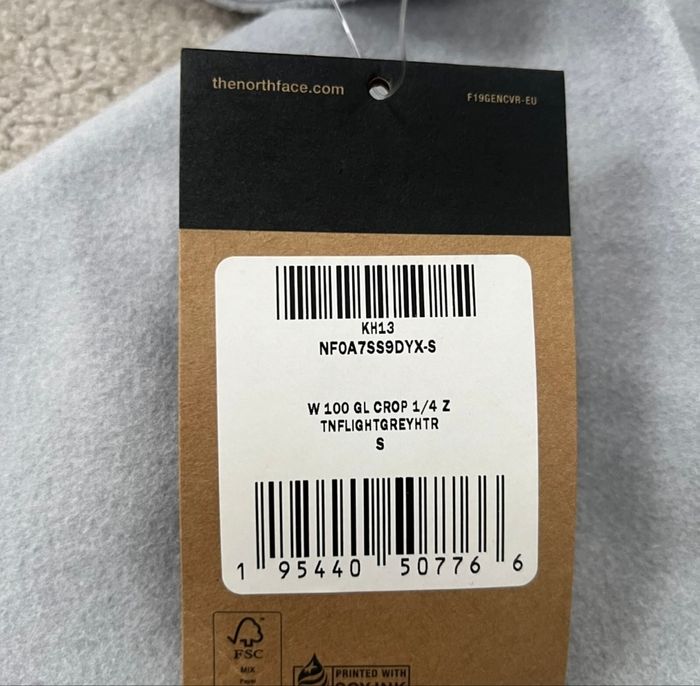 thenorthface.com
F19GENCVR-EU
KH13
NF0A7SS9DYX-S
W 100 GL CROP 1/4 Z
TNFLIGHTGREYHTR
S
1 95440 50776 6
FSC
MIX
Paper
PRINTED WITH
SOY INK